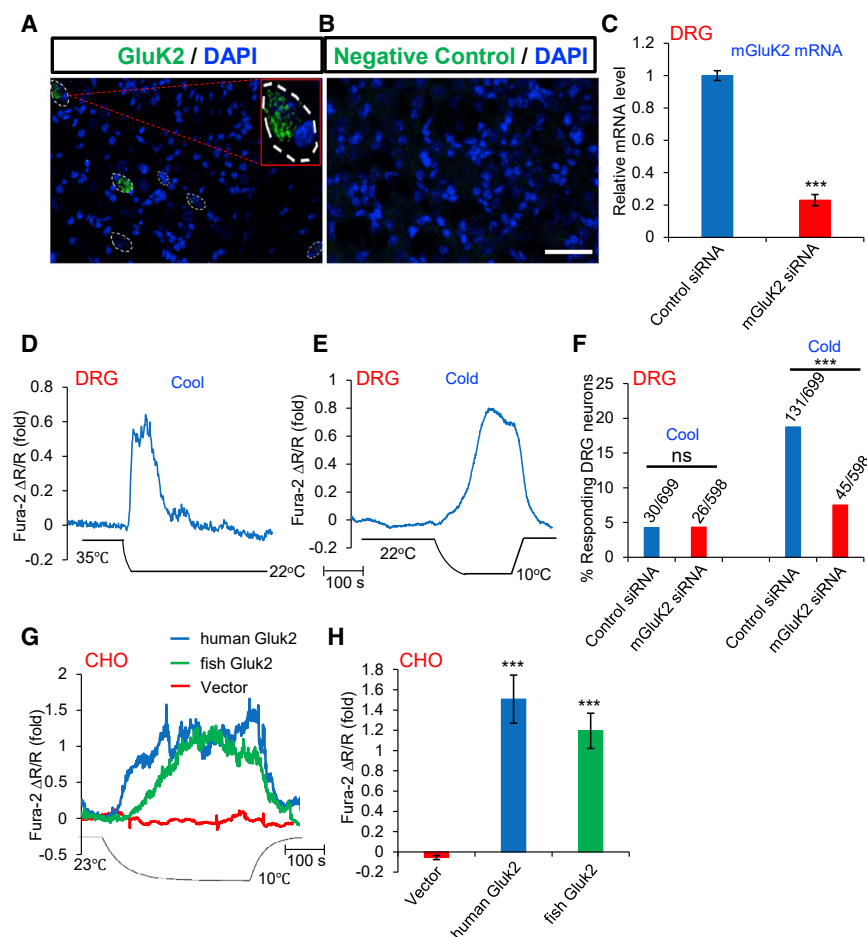 A
GluK2 / DAPI
B
Negative Control / DAPI
C
DRG
mGluK2 mRNA
Relative mRNA level
1.2
1
0.8
0.6
0.4
0.2
0
***
Control siRNA
mGluK2 siRNA
D
DRG
Cool
Fura-2 ΔR/R (fold)
0.8
0.6
0.4
0.2
0
-0.2
35℃
22°C
100 s
E
DRG
Cold
Fura-2 ΔR/R (fold)
1
0.8
0.6
0.4
0.2
0
-0.2
22°C
10°C
F
DRG
% Responding DRG neurons
25
20
15
10
5
0
Cool
ns
30/699
26/598
Cold
***
131/699
45/598
Control siRNA
mGluK2 siRNA
Control siRNA
mGluK2 siRNA
G
CHO
human Gluk2
fish Gluk2
Vector
Fura-2 ΔR/R (fold)
2
1.5
1
0.5
0
-0.5
23℃
10℃
100 s
H
CHO
Fura-2 ΔR/R (fold)
1.8
1.6
1.4
1.2
1
0.8
0.6
0.4
0.2
0
-0.2
***
***
Vector
human Gluk2
fish Gluk2